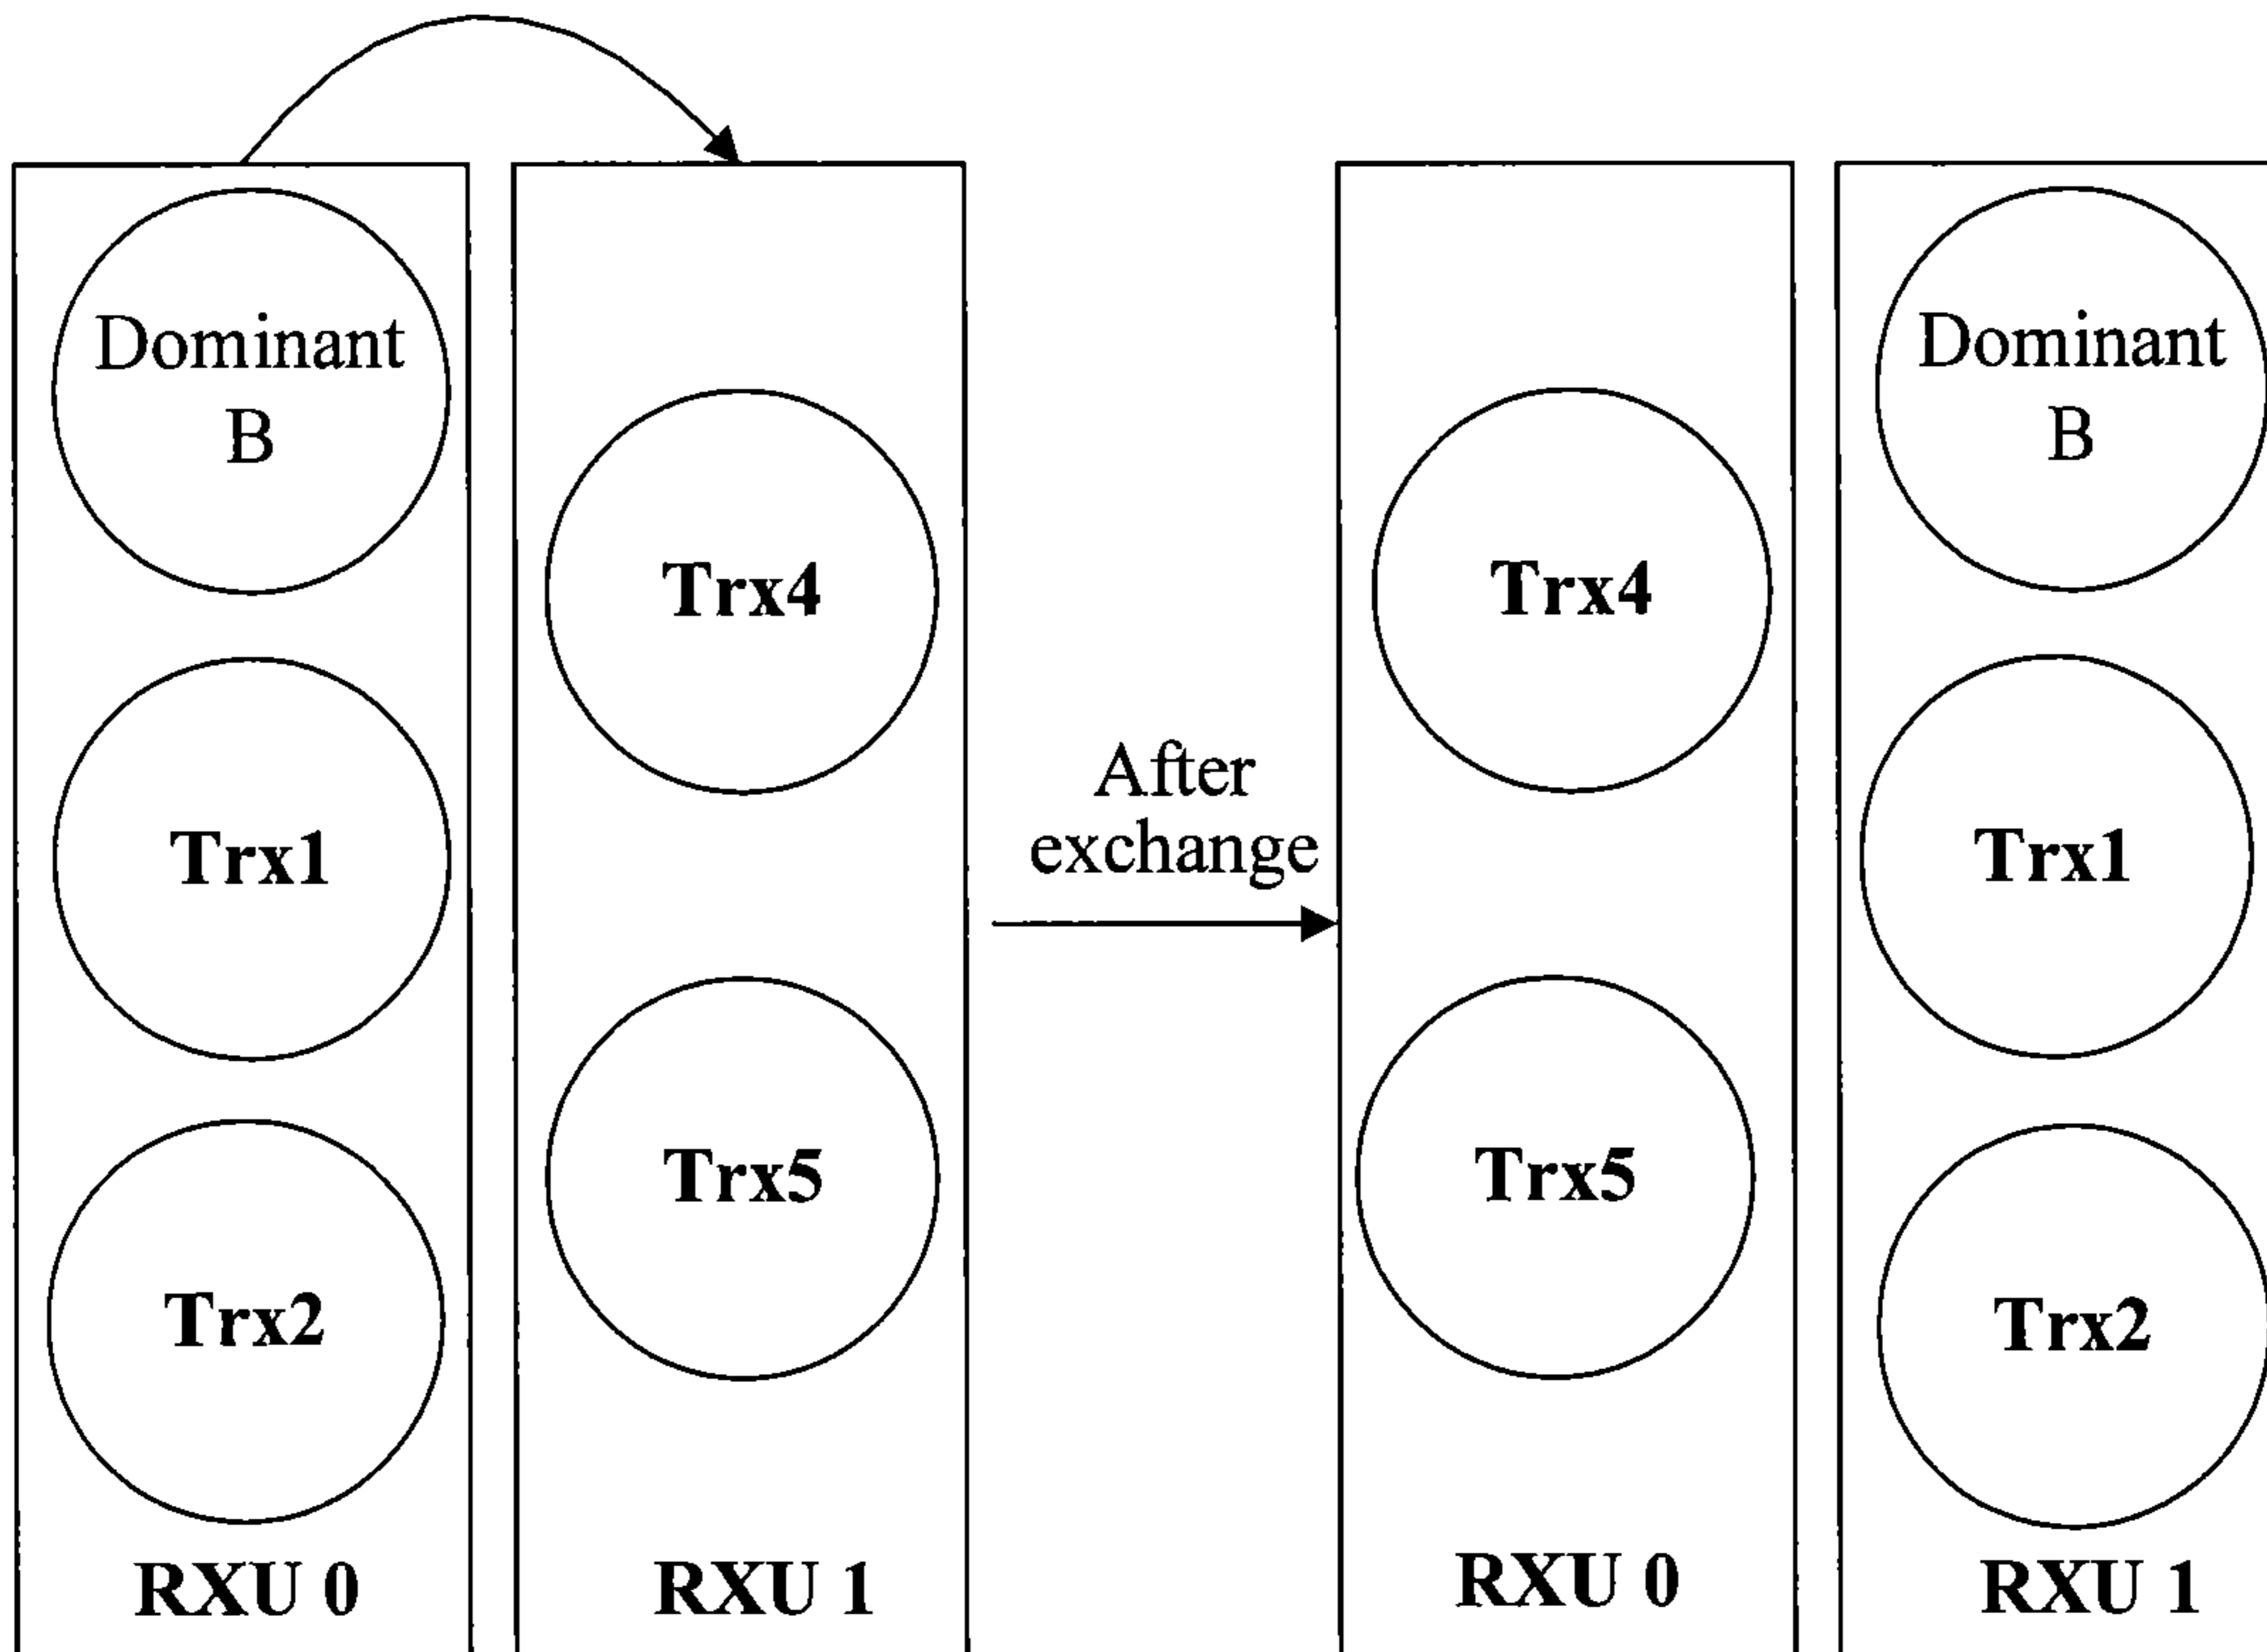 Dominant
B
Trx1
Trx2
RXU 0
Trx4
Trx5
RXU 1
After
exchange
Trx4
Trx5
RXU 0
Dominant
B
Trx1
Trx2
RXU 1